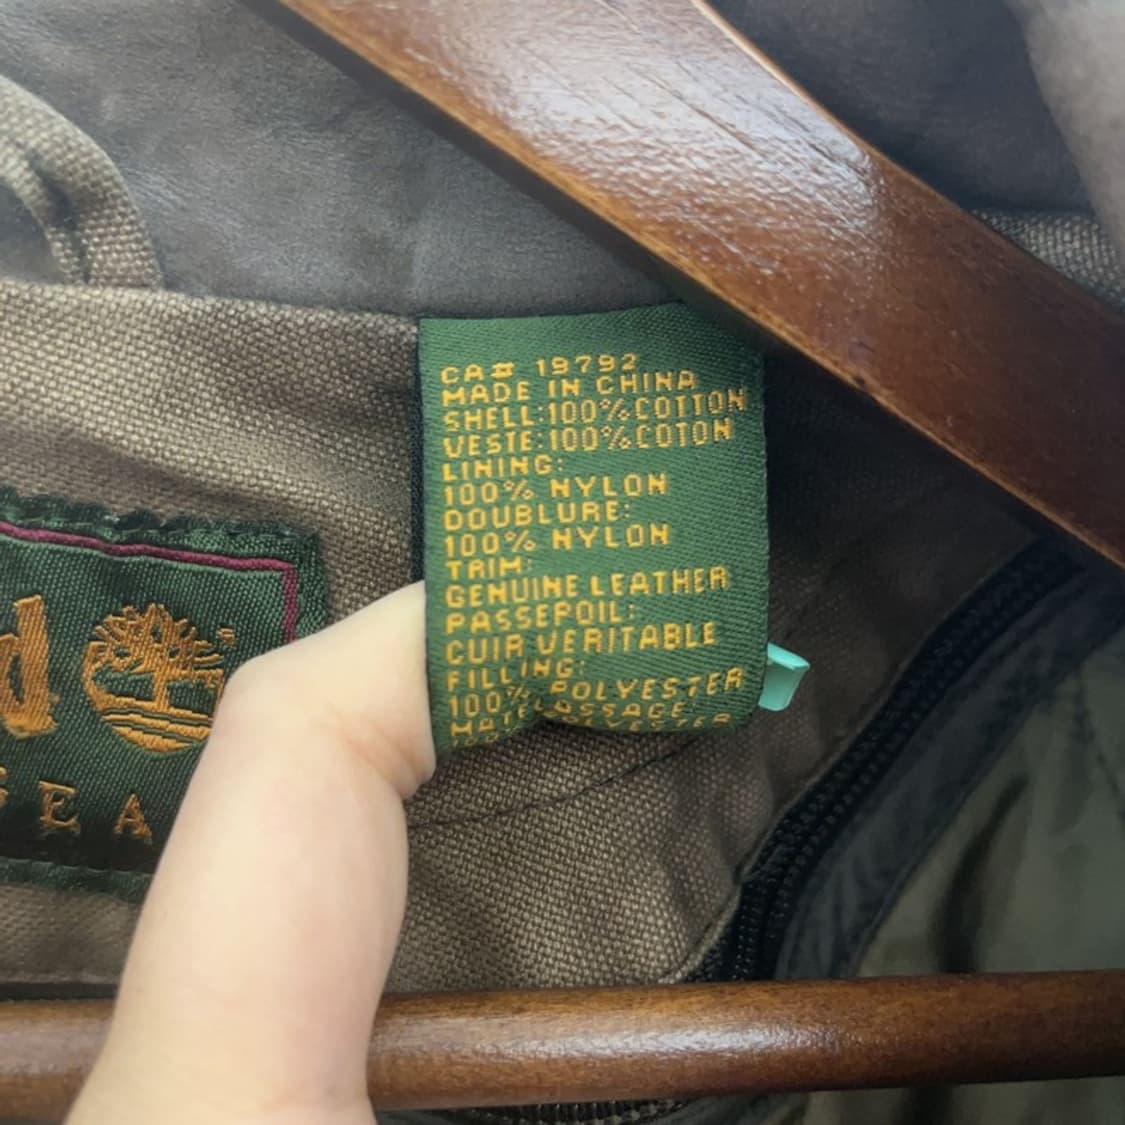 CA# 19792
MADE IN CHINA
SHELL:100%COTTON
VESTE:100%COTON
LINING:
100% NYLON
DOUBLURE:
100% NYLON
TRIM:
GENUINE LEATHER
PASSEPOIL:
CUIR VERITABLE
FILLING:
100% POLYESTER
d
GEA